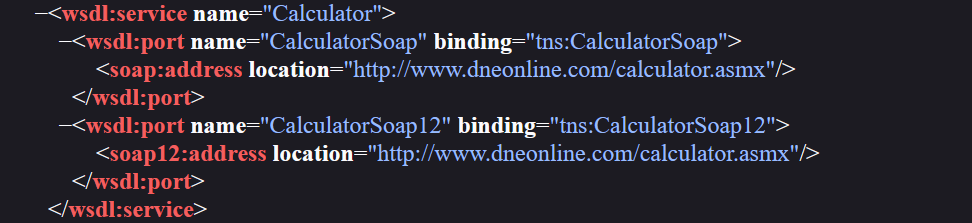 –<wsdl:service name="Calculator">
–<wsdl:port name="CalculatorSoap" binding="tns:CalculatorSoap">
<soap:address location="http://www.dneonline.com/calculator.asmx"/>
</wsdl:port>
–<wsdl:port name="CalculatorSoap12" binding="tns:CalculatorSoap12">
<soap12:address location="http://www.dneonline.com/calculator.asmx"/>
</wsdl:port>
</wsdl:service>